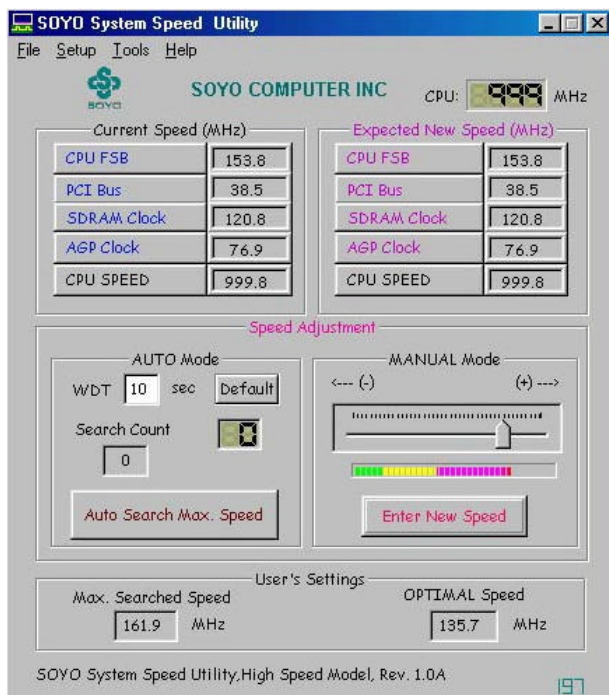 SOYO System Speed Utility
File Setup Tools Help
SOYO
SOYO COMPUTER INC
CPU: 999 MHz
Current Speed (MHz)
CPU FSB 153.8
PCI Bus 38.5
SDRAM Clock 120.8
AGP Clock 76.9
CPU SPEED 999.8
Expected New Speed (MHz)
CPU FSB 153.8
PCI Bus 38.5
SDRAM Clock 120.8
AGP Clock 76.9
CPU SPEED 999.8
Speed Adjustment
AUTO Mode
WDT 10 sec Default
Search Count 0
0
Auto Search Max. Speed
MANUAL Mode
<--- (-) (+) --->
Enter New Speed
User's Settings
Max. Searched Speed
161.9 MHz
OPTIMAL Speed
135.7 MHz
SOYO System Speed Utility,High Speed Model, Rev. 1.0A
197